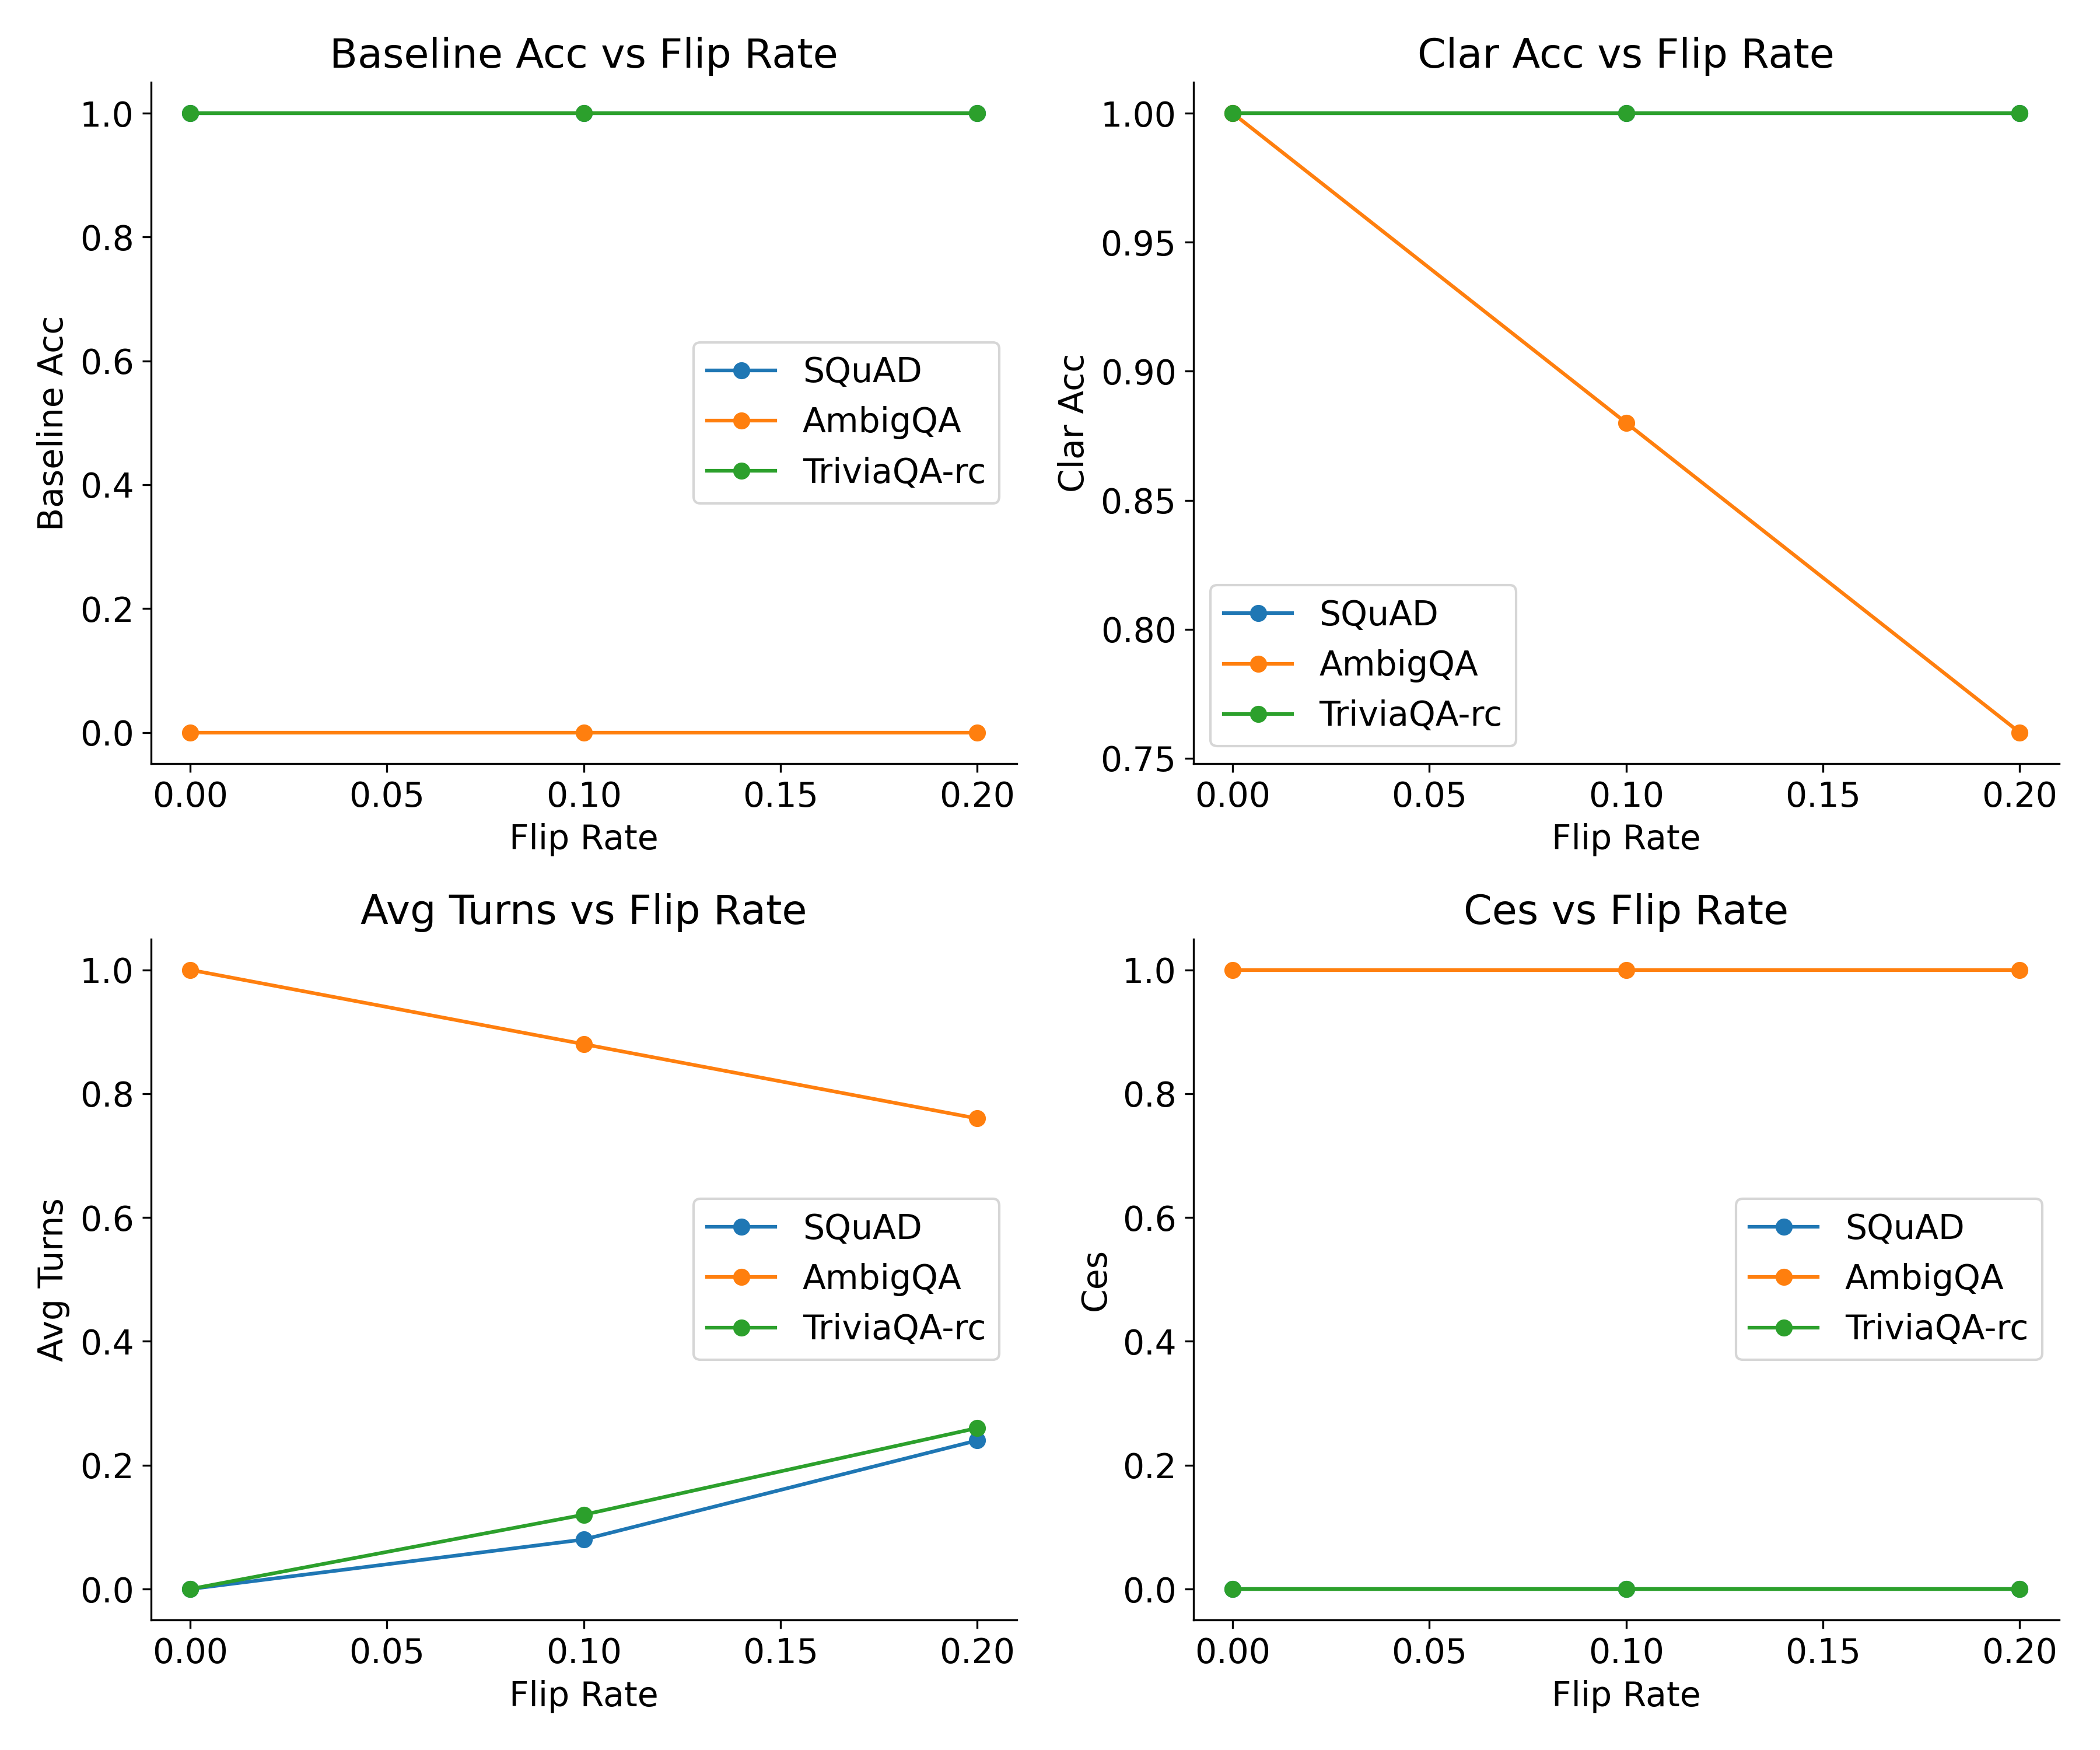 Baseline Acc vs Flip Rate
Baseline Acc
1.0
0.8
0.6
0.4
0.2
0.0
SQuAD
AmbigQA
TriviaQA-rc
0.00 0.05 0.10 0.15 0.20
Flip Rate
Clar Acc vs Flip Rate
Clar Acc
1.00
0.95
0.90
0.85
0.80
0.75
SQuAD
AmbigQA
TriviaQA-rc
0.00 0.05 0.10 0.15 0.20
Flip Rate
Avg Turns vs Flip Rate
Avg Turns
1.0
0.8
0.6
0.4
0.2
0.0
SQuAD
AmbigQA
TriviaQA-rc
0.00 0.05 0.10 0.15 0.20
Flip Rate
Ces vs Flip Rate
Ces
1.0
0.8
0.6
0.4
0.2
0.0
SQuAD
AmbigQA
TriviaQA-rc
0.00 0.05 0.10 0.15 0.20
Flip Rate